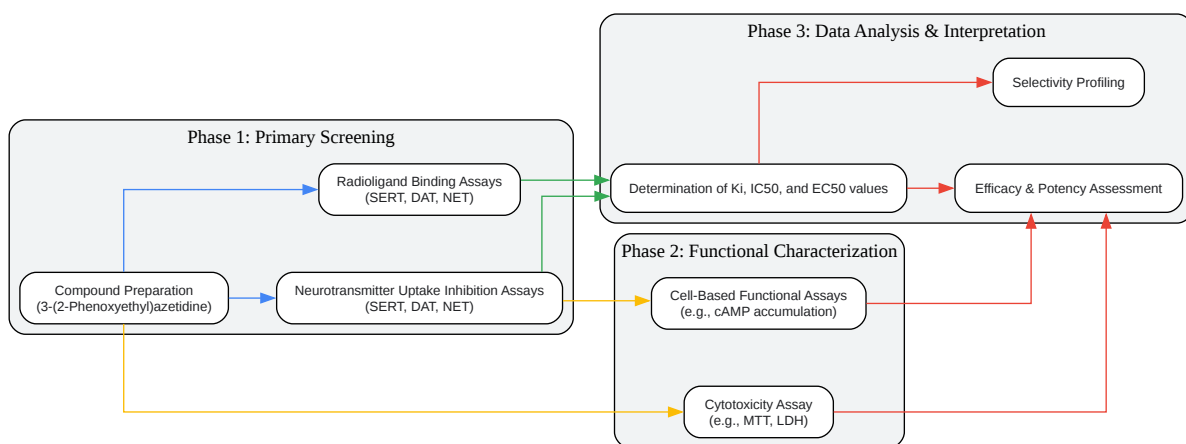 Phase 3: Data Analysis & Interpretation
Selectivity Profiling
Phase 1: Primary Screening
Radioligand Binding Assays
(SERT, DAT, NET)
Determination of Ki, IC50, and EC50 values
Efficacy & Potency Assessment
Phase 2: Functional Characterization
Compound Preparation
(3-(2-Phenoxyethyl)azetidine)
Neurotransmitter Uptake Inhibition Assays
(SERT, DAT, NET)
Cell-Based Functional Assays
(e.g., cAMP accumulation)
Cytotoxicity Assay
(e.g., MTT, LDH)